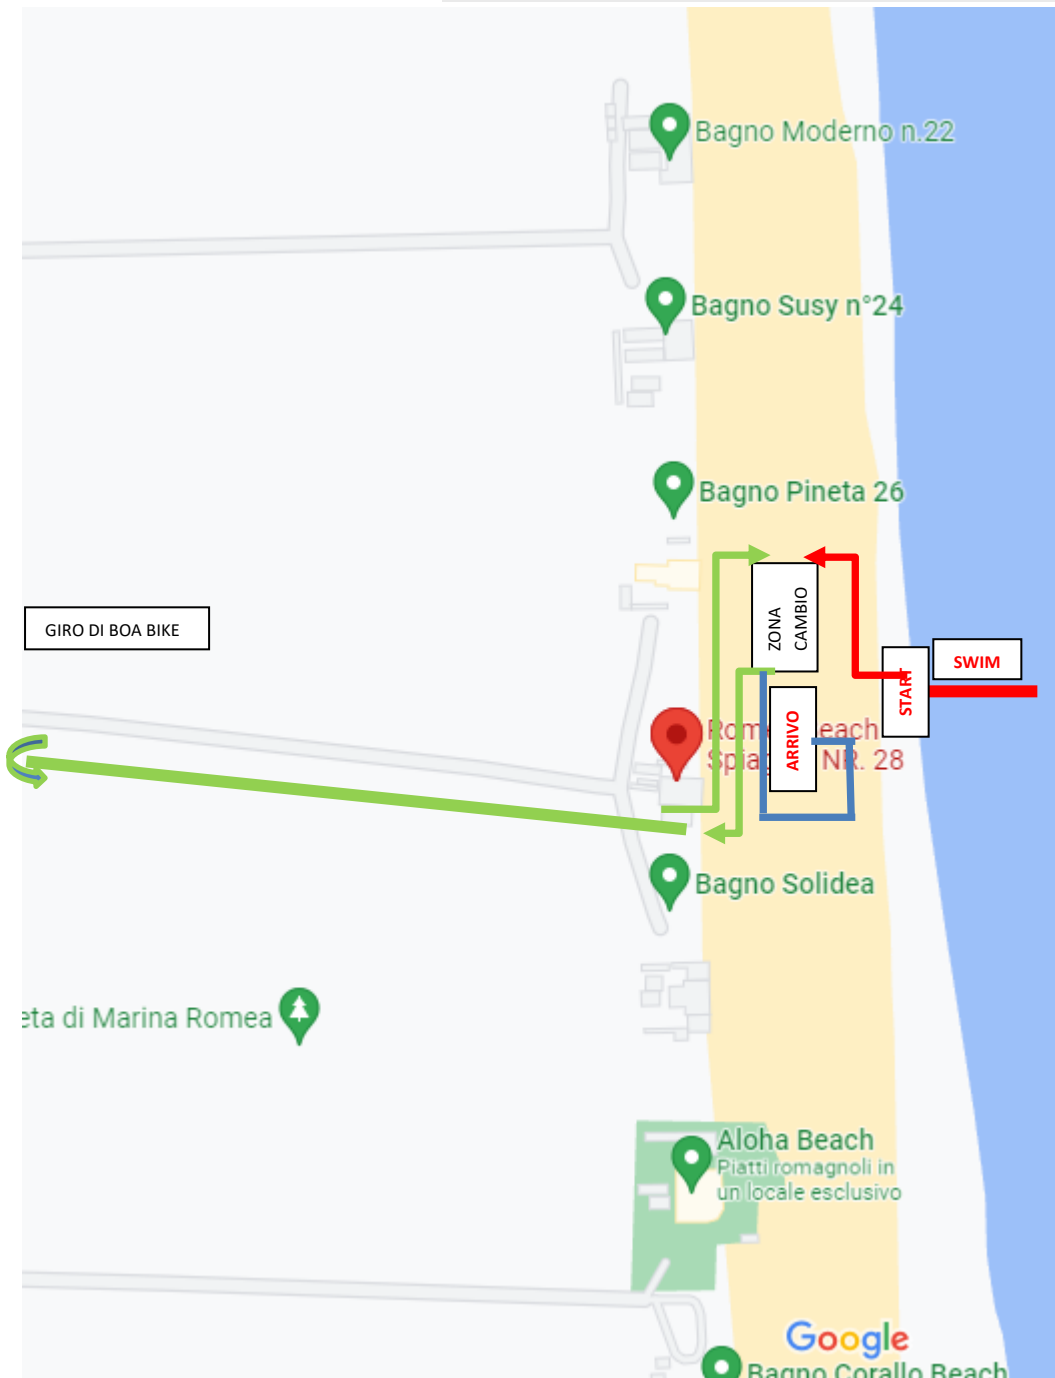 Bagno Moderno n.22
Bagno Susy n°24
Bagno Pineta 26
GIRO DI BOA BIKE
ZONA
CAMBIO
START
SWIM
ARRIVO
each
NR. 28
Bagno Solidea
eta di Marina Romea
Aloha Beach
Piatti romagnoli in
un locale esclusivo
Google
Bagno Corallo Beach